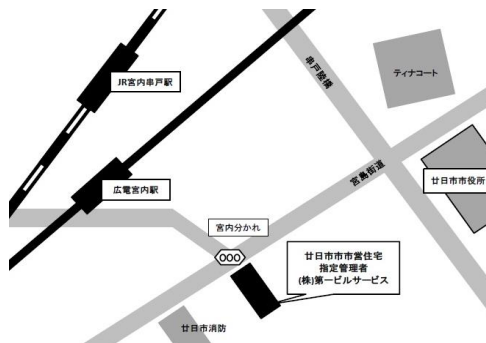 JR宮内串戸駅
串戸陸橋
ティナコート
広電宮内駅
宮島街道
廿日市市役所
宮内分かれ
廿日市市市営住宅
指定管理者
(株)第一ビルサービス
廿日市消防